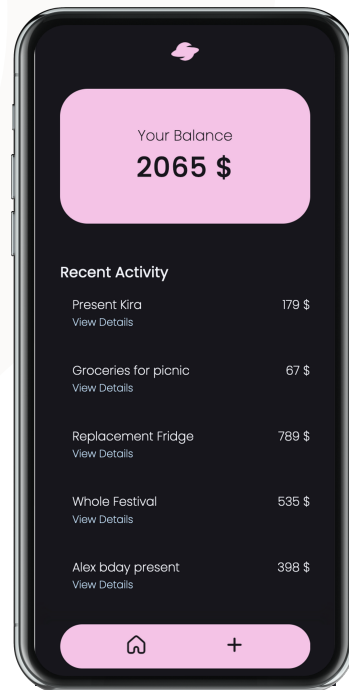 Your Balance
2065 $
Recent Activity
Present Kira
179 $
View Details
Groceries for picnic
67 $
View Details
Replacement Fridge
789 $
View Details
Whole Festival
535 $
View Details
Alex bday present
398 $
View Details